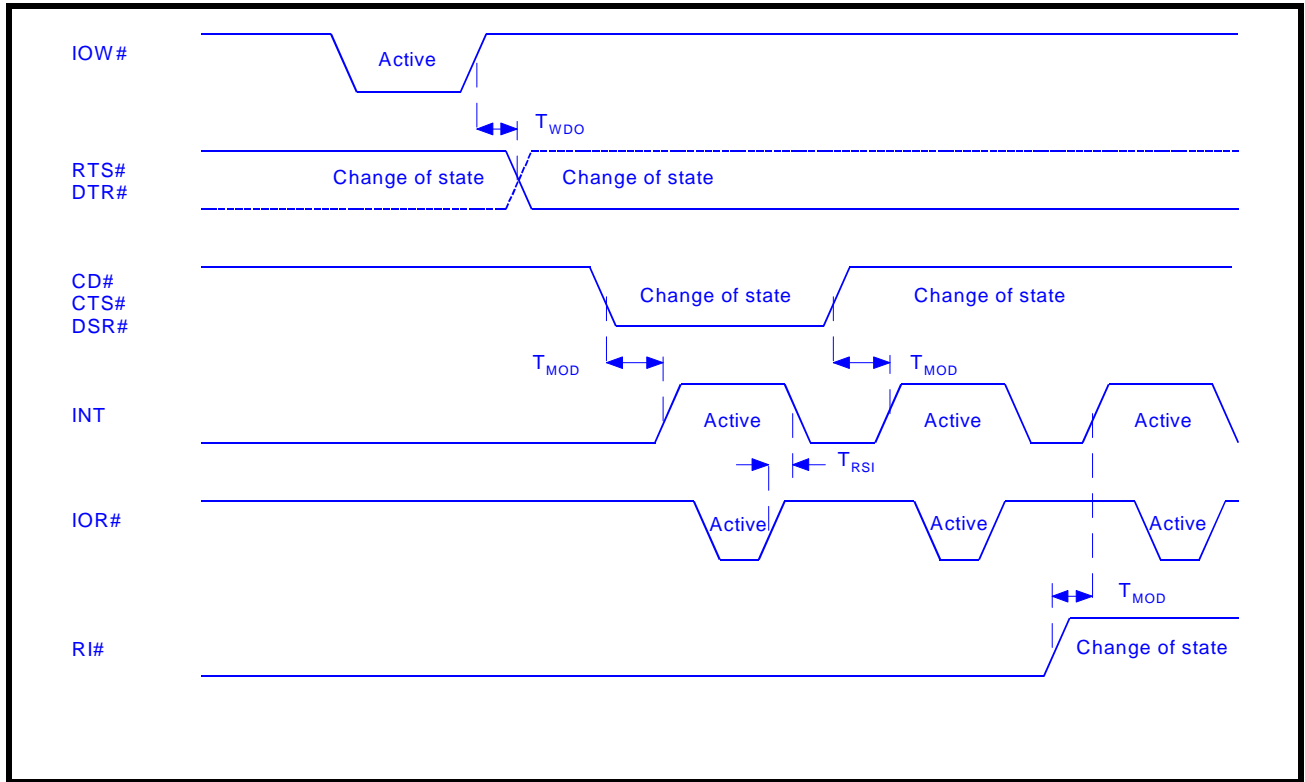 IOW#
Active
TWDO
RTS#
DTR#
Change of state
Change of state
CD#
CTS#
DSR#
Change of state
Change of state
TMOD
TMOD
INT
Active
Active
Active
TRSI
IOR#
Active
Active
Active
TMOD
RI#
Change of state